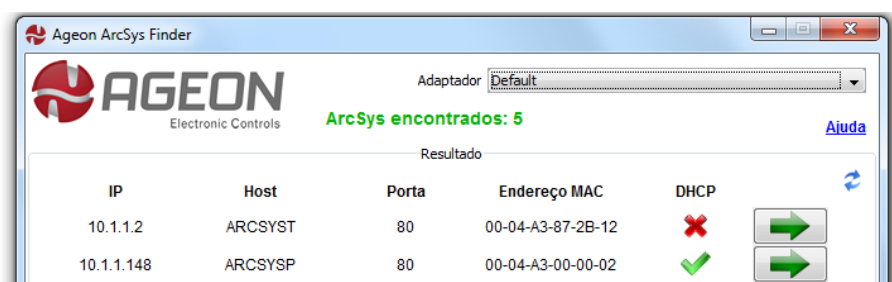 Ageon ArcSys Finder
AGEON
Electronic Controls
Adaptador Default
ArcSys encontrados: 5
Ajuda
Resultado
IP Host Porta Endereço MAC DHCP
10.1.1.2 ARCSYST 80 00-04-A3-87-2B-12
10.1.1.148 ARCSYSP 80 00-04-A3-00-00-02